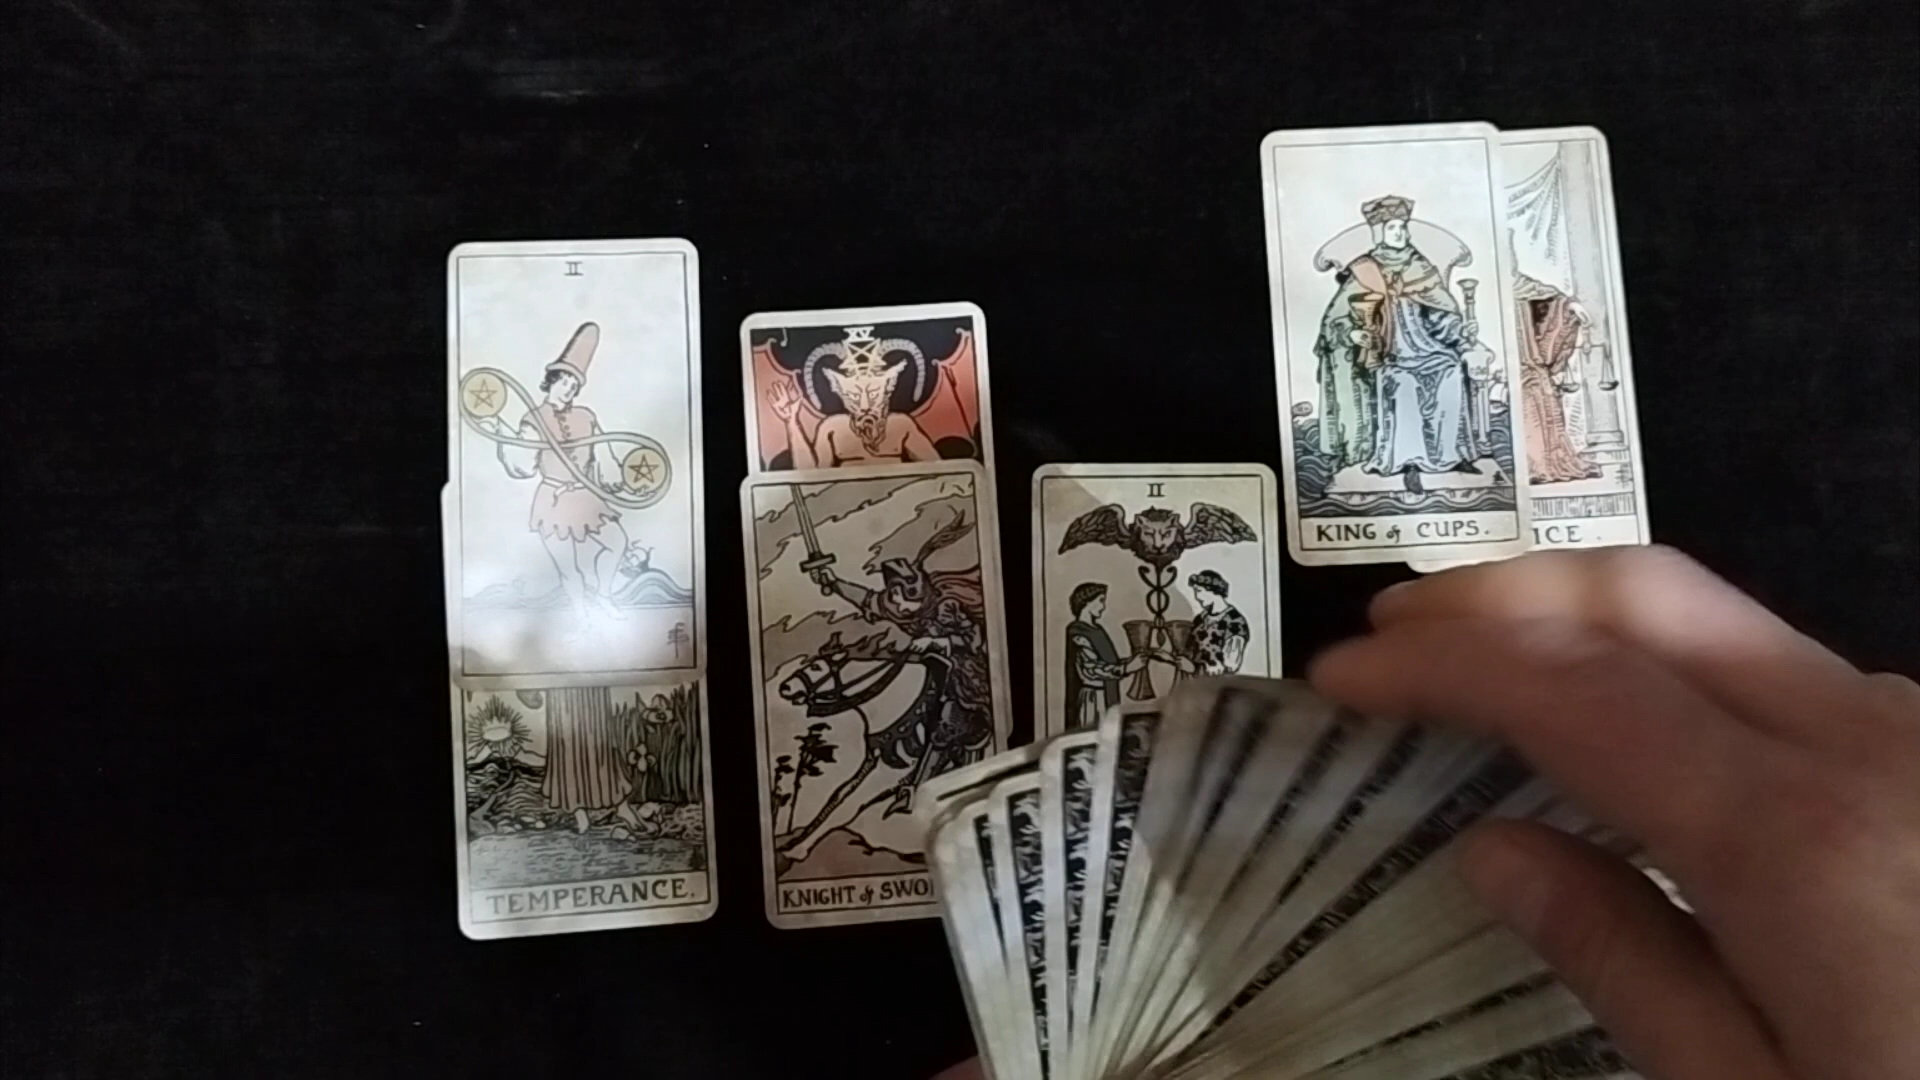 II
TEMPERANCE.
XV
KNIGHT of SWO
II
KING of CUPS.
ICE.